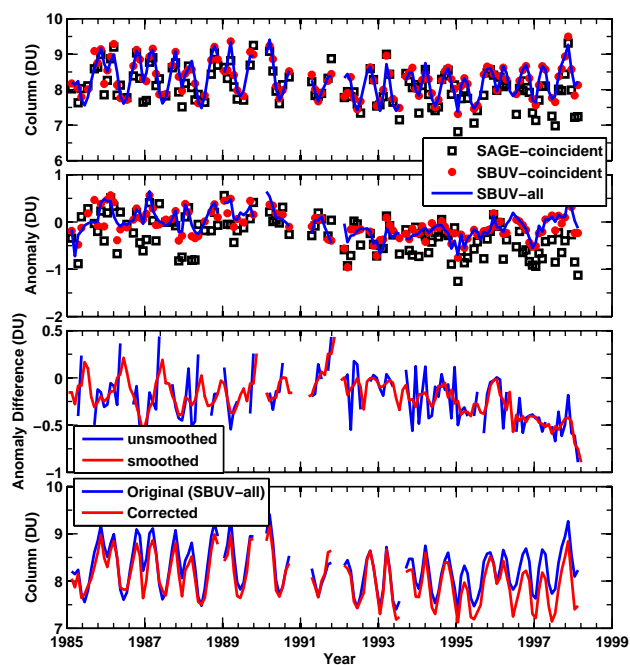 10
9
8
7
6
Column (DU)
SAGE−coincident
SBUV−coincident
SBUV−all
1
0
−1
−2
Anomaly (DU)
0.5
−0
−0.5
−1
Anomaly Difference (DU)
unsmoothed
smoothed
Original (SBUV−all)
Corrected
9
8
7
Column (DU)
1985 1987 1989 1991 1993 1995 1997 1999
Year